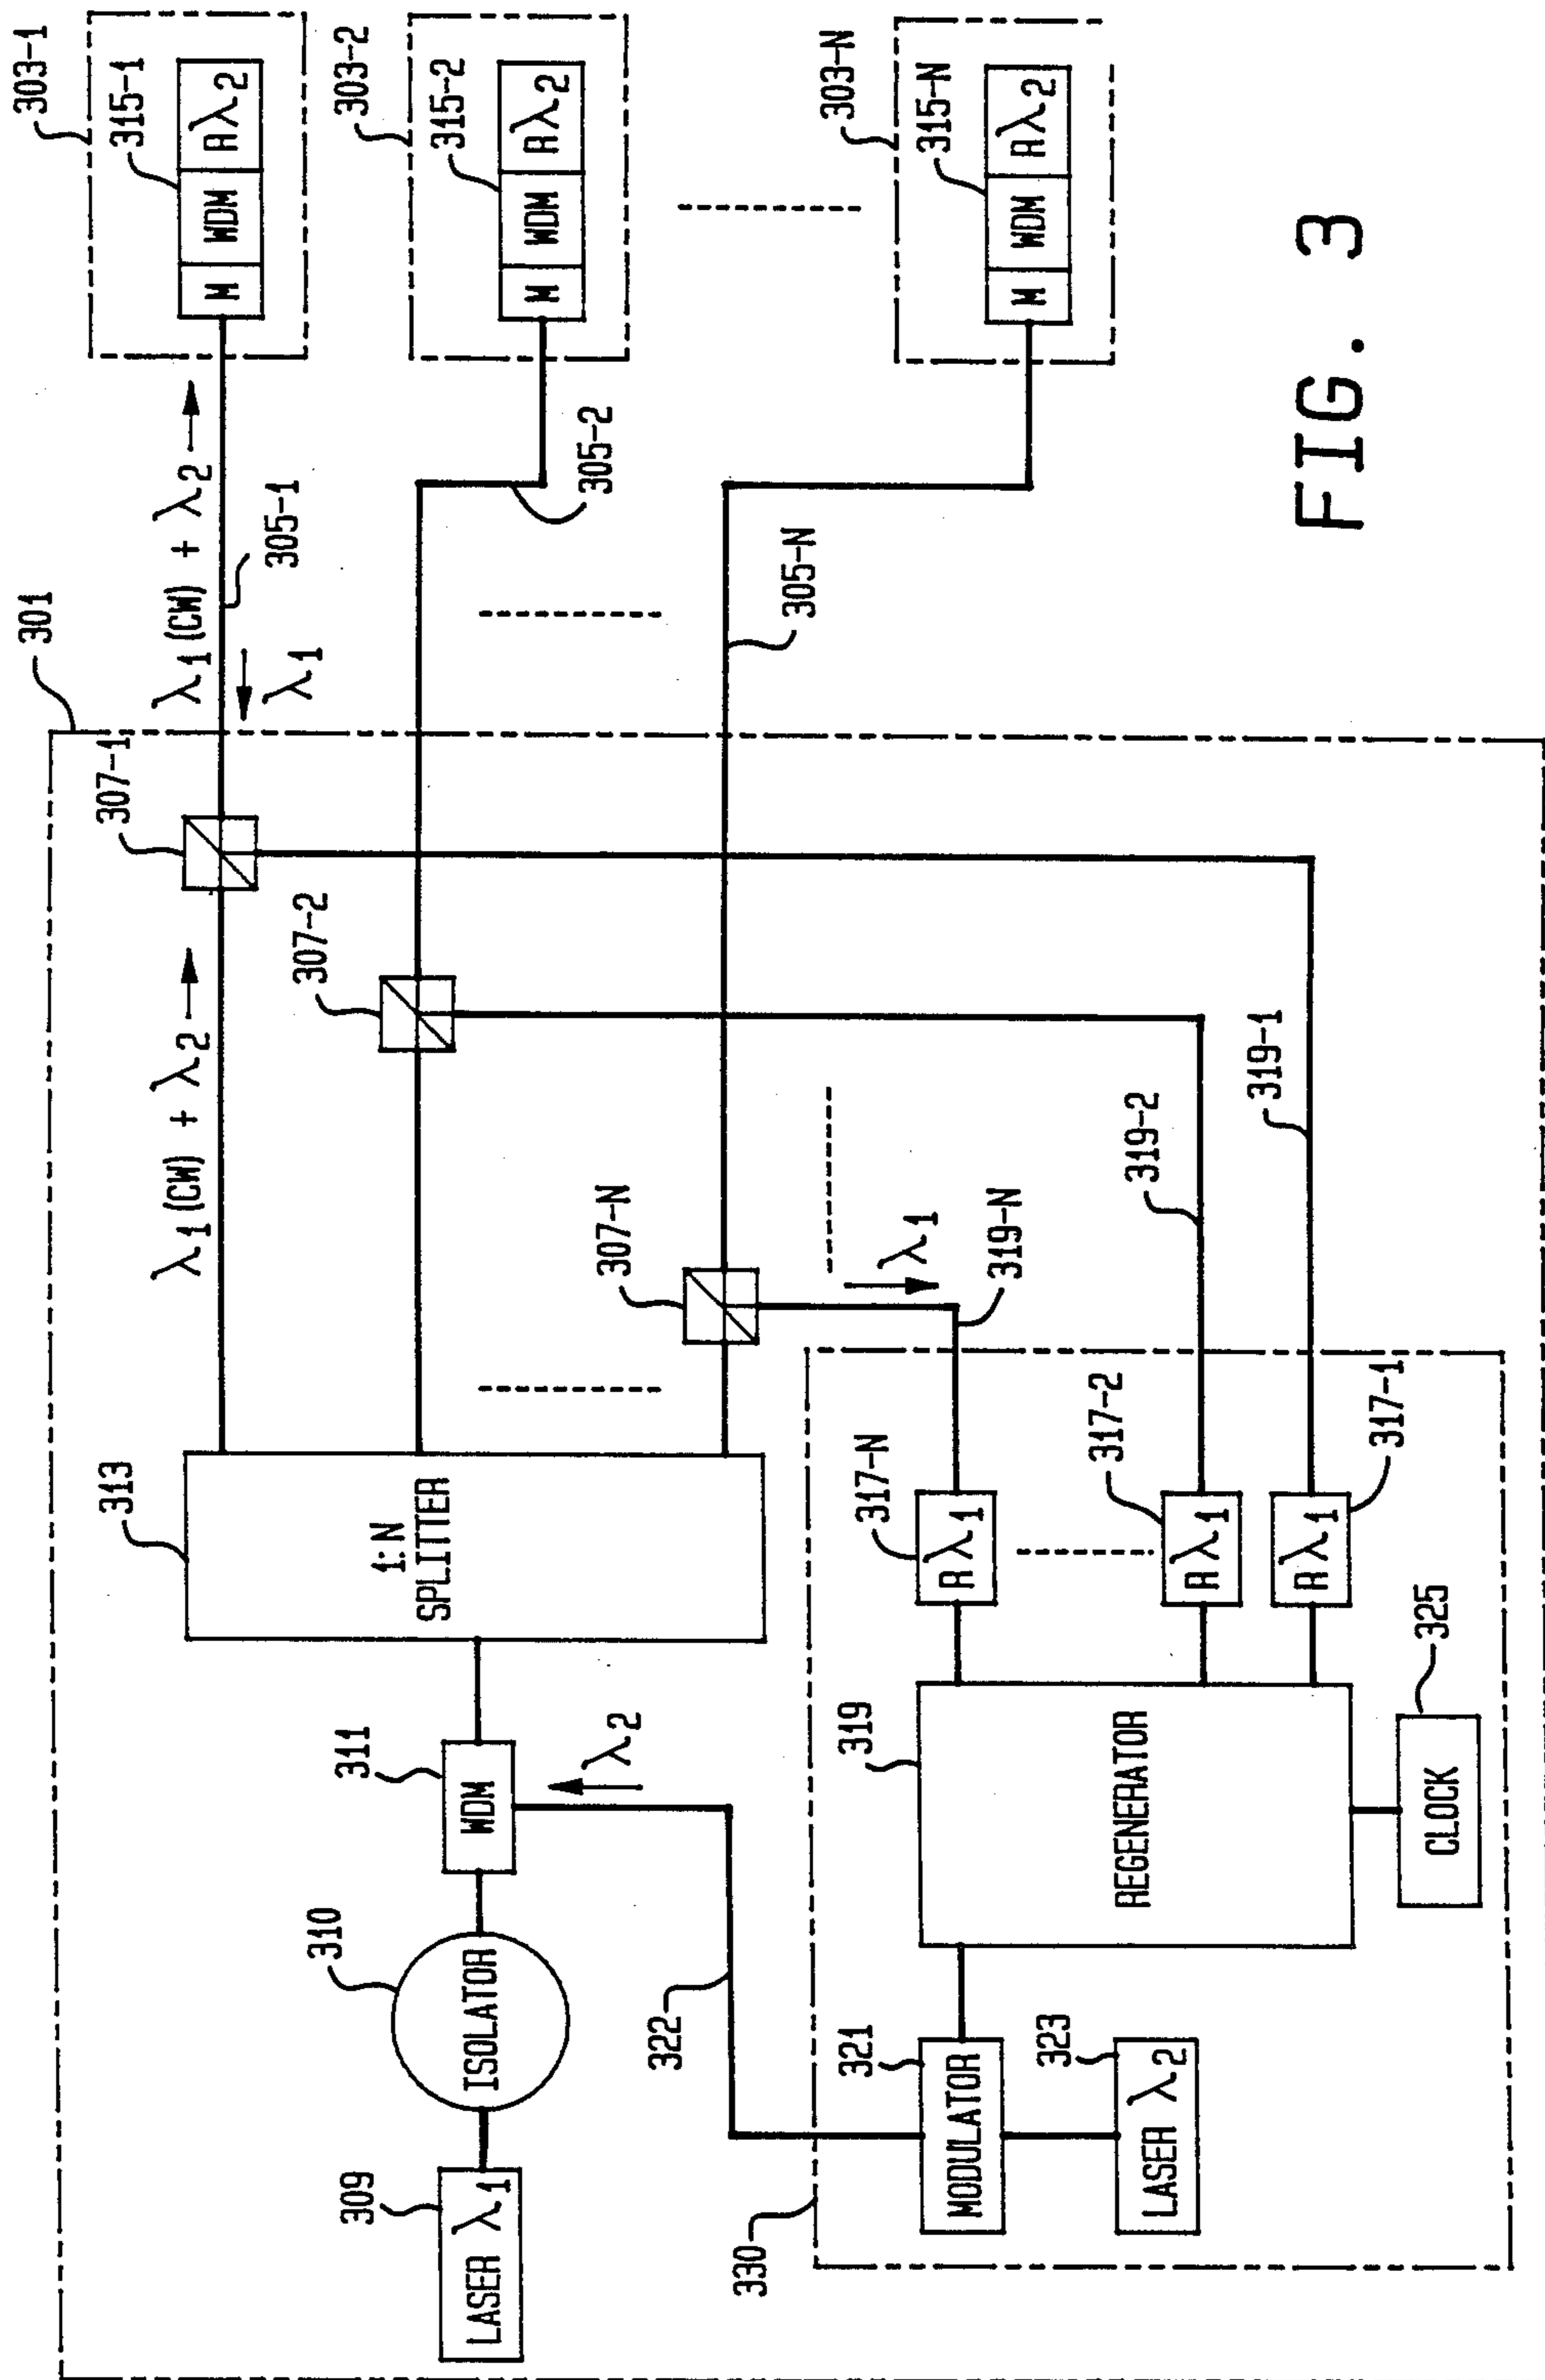 301
303-1
315-1
M WDM Rλ2
λ1(CW) + λ2
λ1(CW) + λ2
305-1
λ1
307-1
303-2
315-2
M WDM Rλ2
305-2
307-2
303-N
315-N
M WDM Rλ2
305-N
307-N
313
1:N
SPLITTER
309
LASER λ1
310
ISOLATOR
311
WDM
λ2
322
λ1
319-N
319-2
319-1
317-N
Rλ1
317-2
Rλ1
317-1
Rλ1
319
REGENERATOR
321
MODULATOR
323
LASER λ2
325
CLOCK
330
FIG. 3